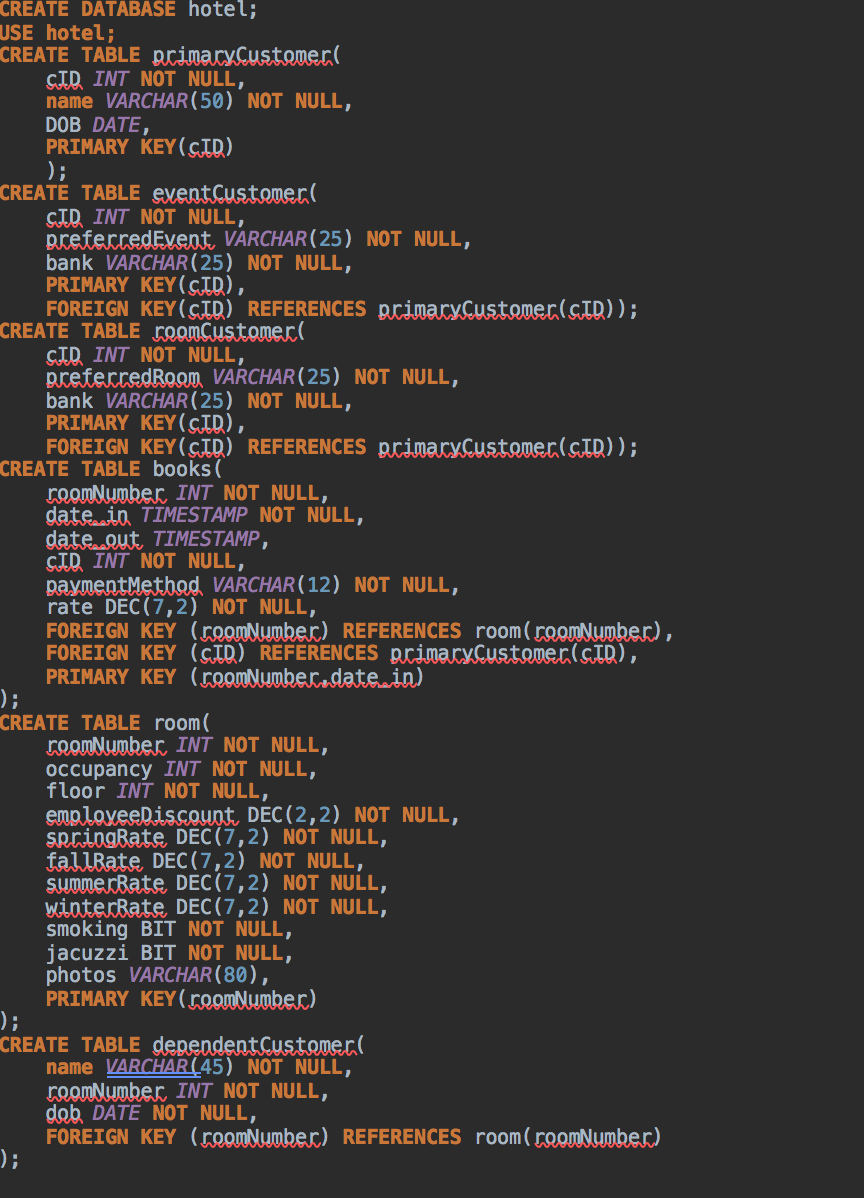 CREATE DATABASE hotel;
USE hotel;
CREATE TABLE primaryCustomer(
    cID INT NOT NULL,
    name VARCHAR(50) NOT NULL,
    DOB DATE,
    PRIMARY KEY(cID)
    );
CREATE TABLE eventCustomer(
    cID INT NOT NULL,
    preferredEvent VARCHAR(25) NOT NULL,
    bank VARCHAR(25) NOT NULL,
    PRIMARY KEY(cID),
    FOREIGN KEY(cID) REFERENCES primaryCustomer(cID));
CREATE TABLE roomCustomer(
    cID INT NOT NULL,
    preferredRoom VARCHAR(25) NOT NULL,
    bank VARCHAR(25) NOT NULL,
    PRIMARY KEY(cID),
    FOREIGN KEY(cID) REFERENCES primaryCustomer(cID));
CREATE TABLE books(
    roomNumber INT NOT NULL,
    date_in TIMESTAMP NOT NULL,
    date_out TIMESTAMP,
    cID INT NOT NULL,
    paymentMethod VARCHAR(12) NOT NULL,
    rate DEC(7,2) NOT NULL,
    FOREIGN KEY (roomNumber) REFERENCES room(roomNumber),
    FOREIGN KEY (cID) REFERENCES primaryCustomer(cID),
    PRIMARY KEY (roomNumber,date_in)
);
CREATE TABLE room(
    roomNumber INT NOT NULL,
    occupancy INT NOT NULL,
    floor INT NOT NULL,
    employeeDiscount DEC(2,2) NOT NULL,
    springRate DEC(7,2) NOT NULL,
    fallRate DEC(7,2) NOT NULL,
    summerRate DEC(7,2) NOT NULL,
    winterRate DEC(7,2) NOT NULL,
    smoking BIT NOT NULL,
    jacuzzi BIT NOT NULL,
    photos VARCHAR(80),
    PRIMARY KEY(roomNumber)
);
CREATE TABLE dependentCustomer(
    name VARCHAR(45) NOT NULL,
    roomNumber INT NOT NULL,
    dob DATE NOT NULL,
    FOREIGN KEY (roomNumber) REFERENCES room(roomNumber)
);